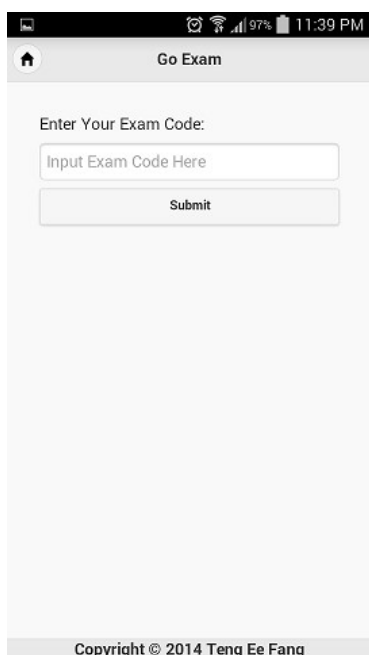 97% 11:39 PM
Go Exam
Enter Your Exam Code:
Input Exam Code Here
Submit
Copyright © 2014 Teng Ee Fang